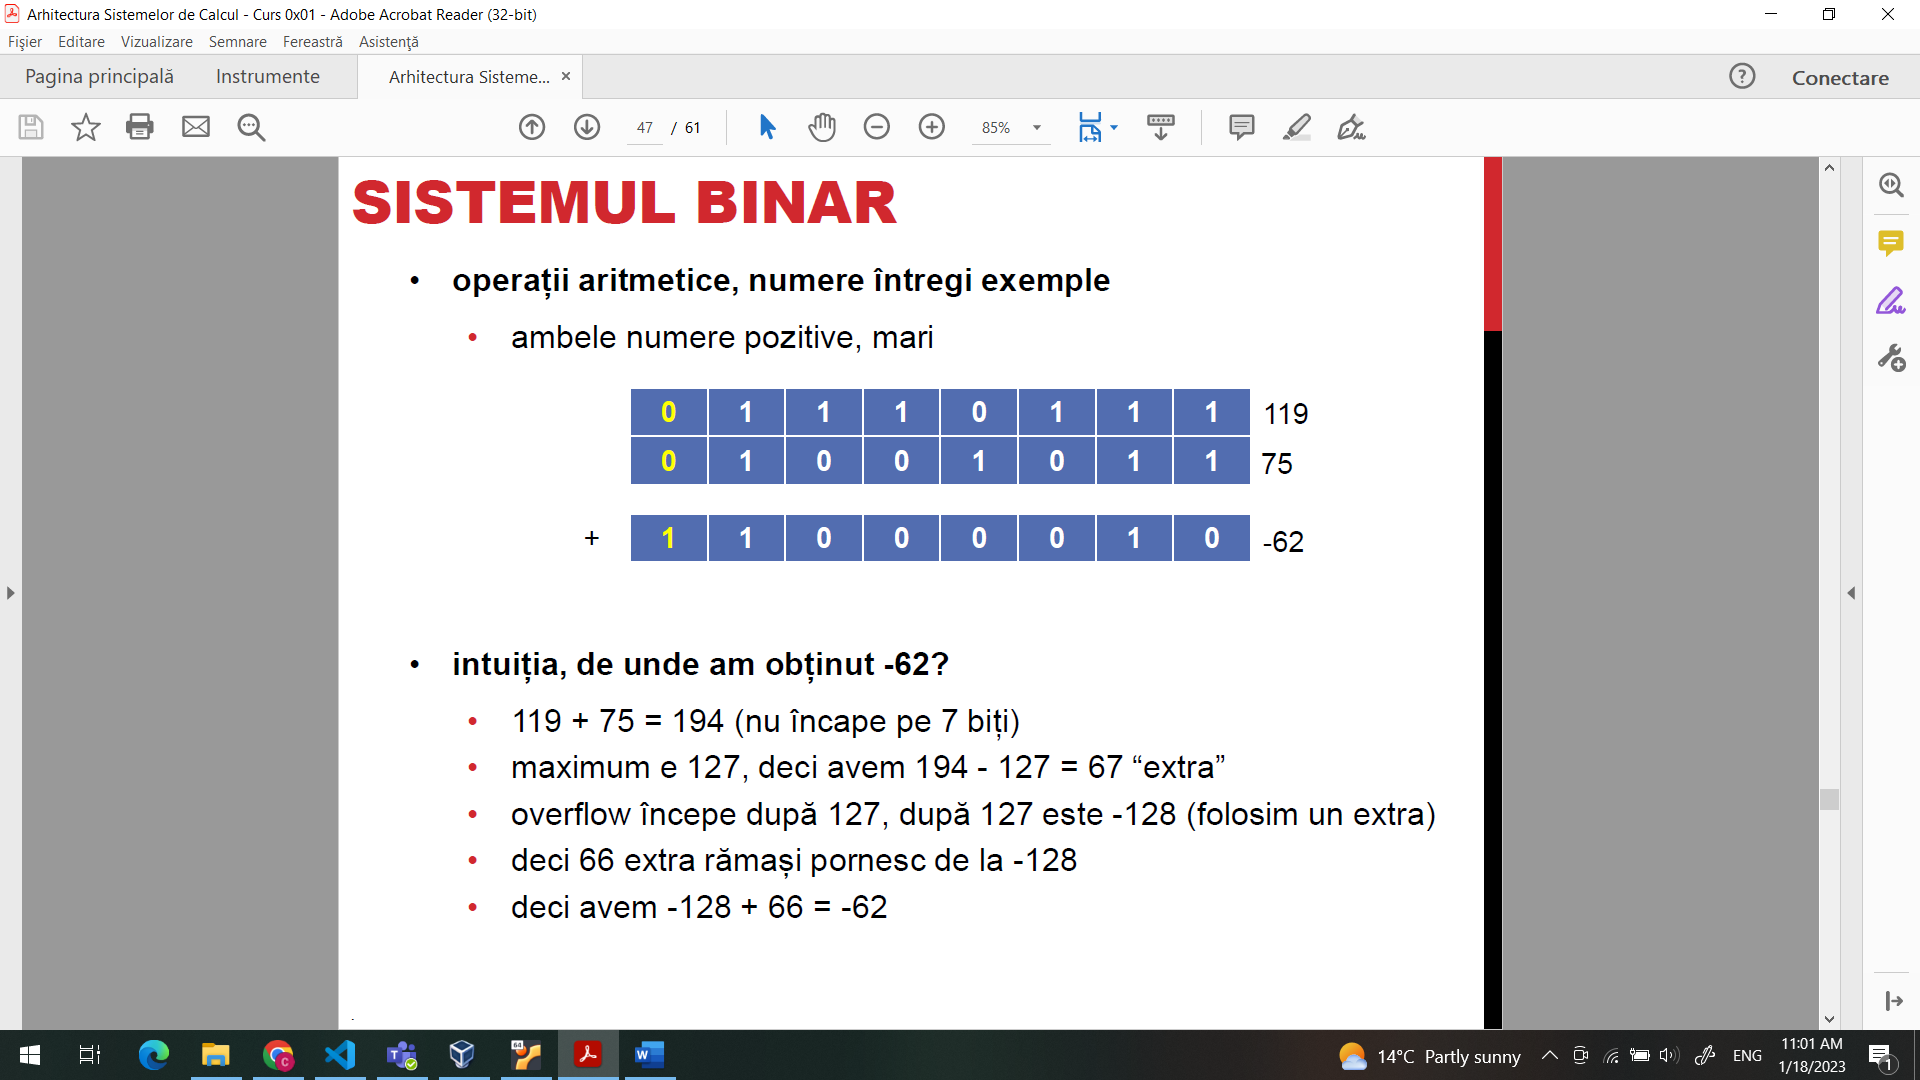 Arhitectura Sistemelor de Calcul - Curs 0x01 - Adobe Acrobat Reader (32-bit)
Fișier Editare Vizualizare Semnare Fereastră Asistenţă
Pagina principală Instrumente Arhitectura Sisteme... × Conectare
47 / 61 85%
SISTEMUL BINAR
• operații aritmetice, numere întregi exemple
• ambele numere pozitive, mari
0 1 1 1 0 1 1 1 119
0 1 0 0 1 0 1 1 75
+ 1 1 0 0 0 0 1 0 -62
• intuiția, de unde am obținut -62?
• 119 + 75 = 194 (nu încape pe 7 biți)
• maximum e 127, deci avem 194 - 127 = 67 “extra”
• overflow începe după 127, după 127 este -128 (folosim un extra)
• deci 66 extra rămași pornesc de la -128
• deci avem -128 + 66 = -62
14°C Partly sunny ENG 11:01 AM
1/18/2023 1